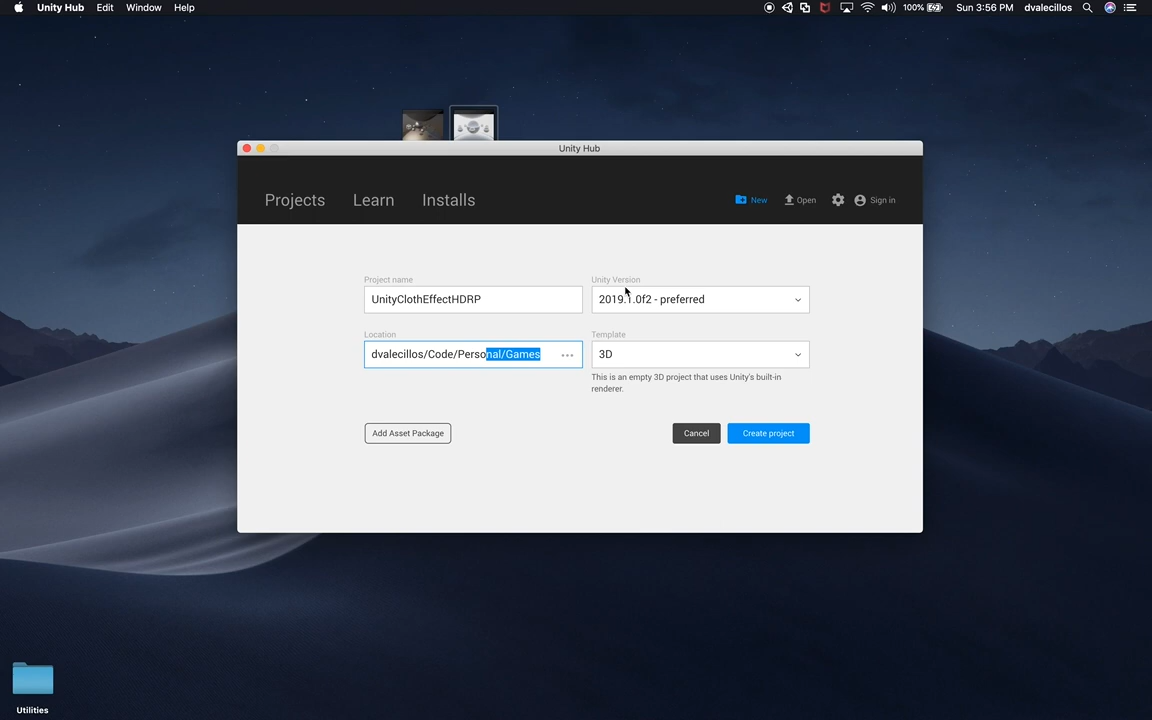 Unity Hub Edit Window Help 100% Sun 3:56 PM dvalecillos
Unity Hub
Projects Learn Installs New Open Sign in
Project name Unity Version
UnityClothEffectHDRP 2019.1.0f2 - preferred
Location Template
dvalecillos/Code/Personal/Games ... 3D
This is an empty 3D project that uses Unity's built-in
renderer.
Add Asset Package Cancel Create project
Utilities